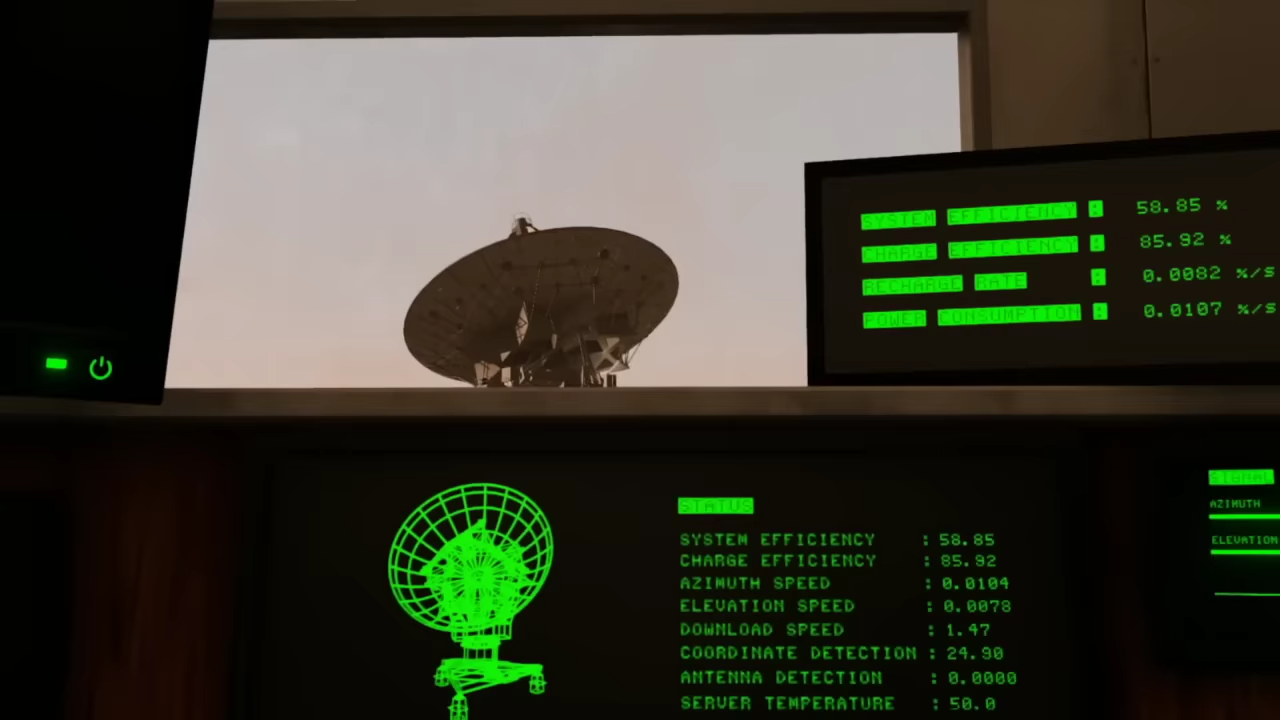 SYSTEM EFFICIENCY : 58.85 %
CHARGE EFFICIENCY : 85.92 %
RECHARGE RATE : 0.0082 %/S
POWER CONSUMPTION : 0.0107 %/S
STATUS
SYSTEM EFFICIENCY : 58.85
CHARGE EFFICIENCY : 85.92
AZIMUTH SPEED : 0.0104
ELEVATION SPEED : 0.0078
DOWNLOAD SPEED : 1.47
COORDINATE DETECTION : 24.90
ANTENNA DETECTION : 0.0000
SERVER TEMPERATURE : 50.0
SIGNAL
AZIMUTH
ELEVATION